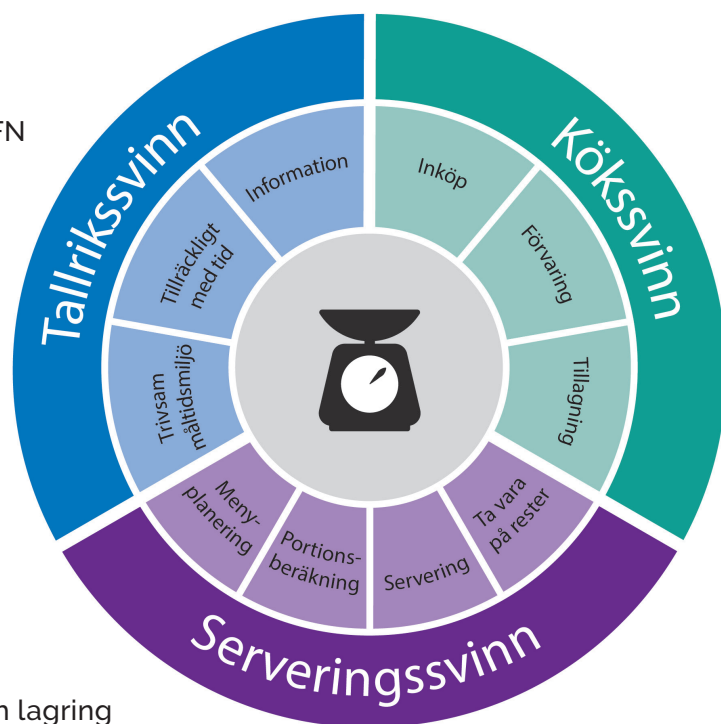 FN
Tallrikssvinn
Information
Tillräckligt
med tid
Trivsam
måltidsmiljö
Kökssvinn
Inköp
Förvaring
Tillagning
Serveringssvinn
Meny-
planering
Portions-
beräkning
Servering
Ta vara
på rester
lagring